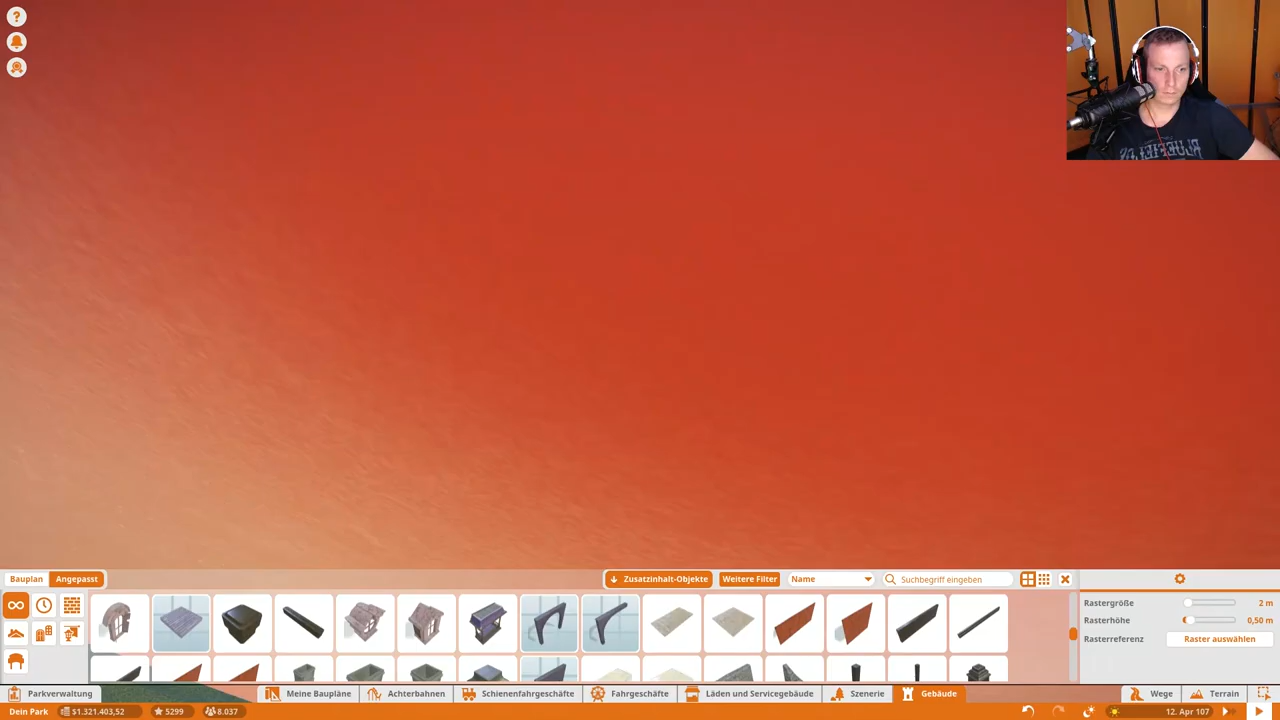 ?
Bauplan Angepasst
Zusatzinhalt-Objekte Weitere Filter Name Suchbegriff eingeben
Rastergröße 2 m
Rasterhöhe 0,50 m
Rasterreferenz Raster auswählen
Parkverwaltung Meine Baupläne Achterbahnen Schienenfahrgeschäfte Fahrgeschäfte Läden und Servicegebäude Szenerie Gebäude Wege Terrain
Dein Park $1.321.403,52 5299 8.037 12. Apr 107